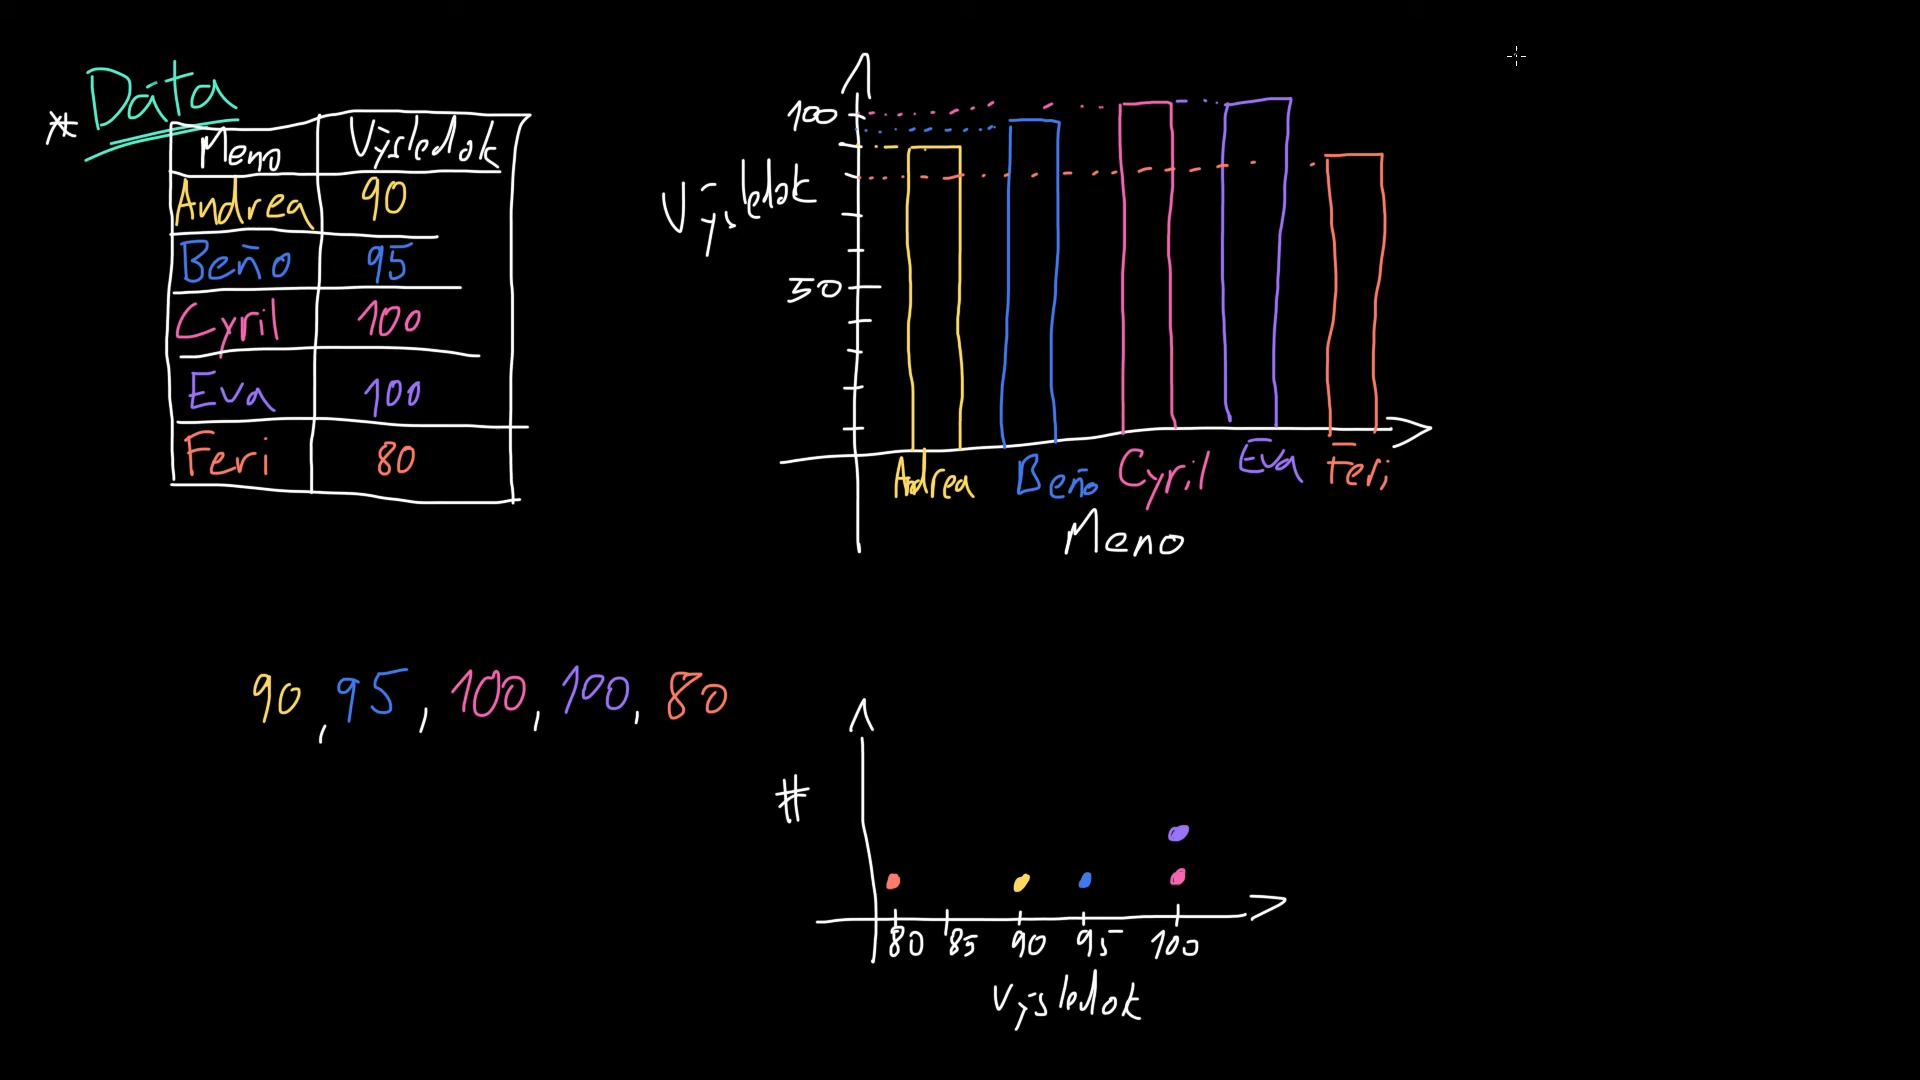 * Dáta
Meno Výsledok
Andrea 90
Beňo 95
Cyril 100
Eva 100
Feri 80
100
Výsledok
50
Andrea Beňo Cyril Eva Feri
Meno
90, 95, 100, 100, 80
#
80 85 90 95 100
Výsledok